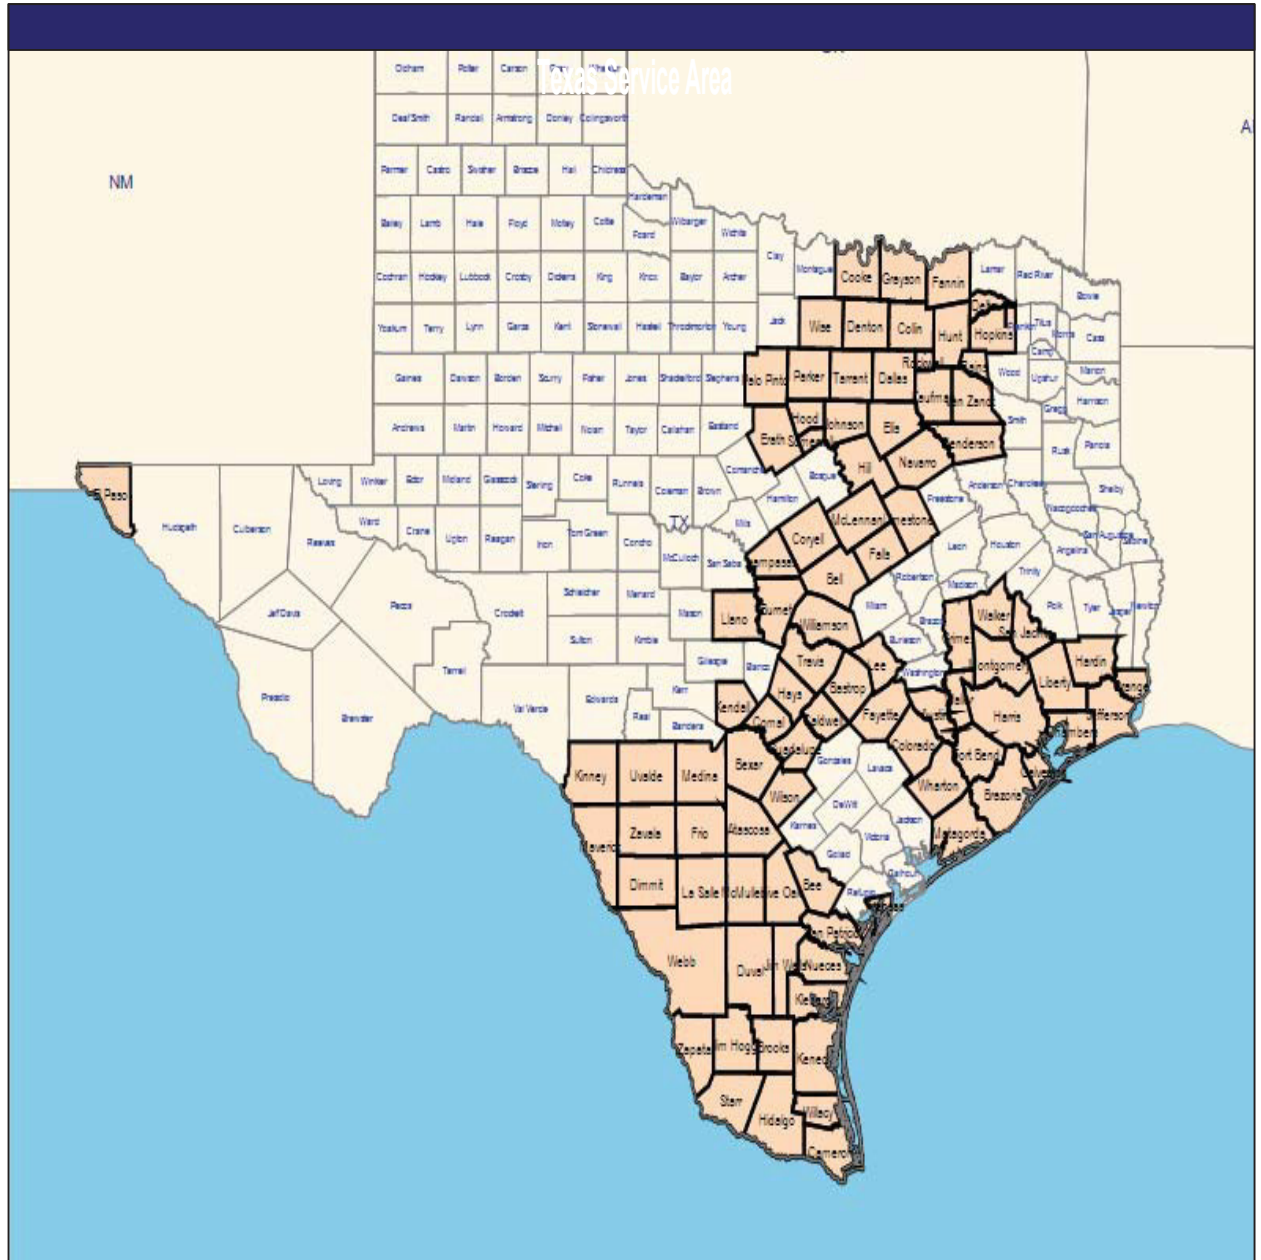 Texas Service Area
Oldham Potter Carson Gray Wheeler
Deaf Smith Randall Armstrong Donley Collingsworth
NM
Parmer Castro Swisher Briscoe Hall Childress
Hardeman
Bailey Lamb Hale Floyd Motley Cottle Foard Wilbarger Wichita
Clay Montague Cooke Grayson Fannin Lamar Red River Bowie
Cochran Hockley Lubbock Crosby Dickens King Knox Baylor Archer
Yoakum Terry Lynn Garza Kent Stonewall Haskel Throckmorton Young Jack Wise Denton Colin Hunt Hopkins Titus Morris Cass
Camp
Gaines Dawson Borden Scurry Fisher Jones Shackelford Stephens Palo Pinto Parker Tarrant Dallas Wood Upshur Marion
Harrison
Andrews Martin Howard Mitchell Nolan Taylor Callahan Eastland Erath Hood Johnson Ellis Smith Gregg
Henderson Rusk Panola
El Paso Loving Winkler Ector Midland Glasscock Sterling Coke Runnels Coleman Brown Comanche Hamilton Bosque Hill Navarro Freestone Anderson Cherokee Shelby
Nacogdoches
Hudspeth Culberson Reeves Ward Crane Upton Reagan Irion Tom Green Concho TX Mills Coryell McLennan Limestone
McCulloch San Saba Lampasas Bell Falls Leon Houston Angelina San Augustine Sabine
Jeff Davis Pecos Crockett Schleicher Menard Mason Llano Burnet Williamson Milam Robertson Madison Trinity Polk Tyler Jasper Newton
Brazos Grimes Walker San Jacinto
Sutton Kimble Gillespie Blanco Travis Lee Burleson Washington Montgomery Liberty Hardin Orange
Presidio Brewster Terrell Val Verde Edwards Real Kerr Bandera Kendall Hays Bastrop Comal Caldwell Fayette Austin Harris Chambers Jefferson
Kinney Uvalde Medina Bexar Guadalupe Gonzales Lavaca Colorado Fort Bend Galveston
Wilson Wharton Brazoria
Maverick Zavala Frio Atascosa Karnes DeWitt Jackson Victoria Matagorda
Goliad Calhoun
Dimmit La Salle McMullen Live Oak Bee Refugio
Aransas
San Patricio
Webb Duval Jim Wells Nueces
Kleberg
Zapata Jim Hogg Brooks Kenedy
Starr Hidalgo Willacy
Cameron